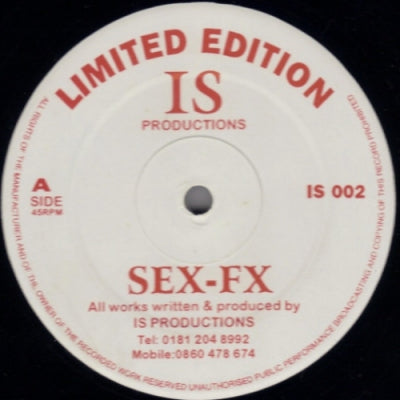 LIMITED EDITION
IS
PRODUCTIONS
A
SIDE
45RPM
IS 002
SEX-FX
All works written & produced by
IS PRODUCTIONS
Tel: 0181 204 8992
Mobile:0860 478 674
ALL RIGHTS OF THE MANUFACTURER AND OF THE OWNER OF THE RECORDED WORK RESERVED UNAUTHORISED PUBLIC PERFORMANCE BROADCASTING AND COPYING OF THIS RECORD PROHIBITED